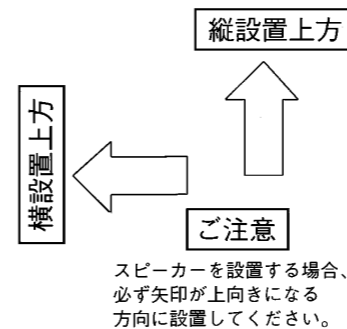 縦設置上方
横設置上方
ご注意
スピーカーを設置する場合、
必ず矢印が上向きになる
方向に設置してください。